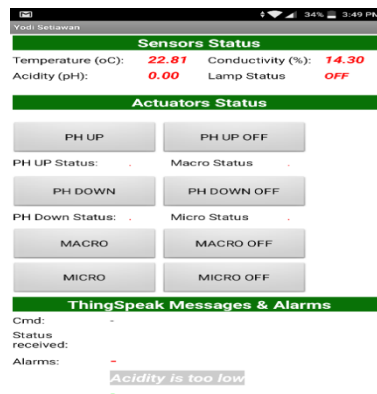 34% 3:49 PM
Yodi Setiawan
Sensors Status
Temperature (oC): 22.81 Conductivity (%): 14.30
Acidity (pH): 0.00 Lamp Status OFF
Actuators Status
PH UP PH UP OFF
PH UP Status: . Macro Status .
PH DOWN PH DOWN OFF
PH Down Status: . Micro Status .
MACRO MACRO OFF
MICRO MICRO OFF
ThingSpeak Messages & Alarms
Cmd: -
Status
received:
Alarms: -
Acidity is too low